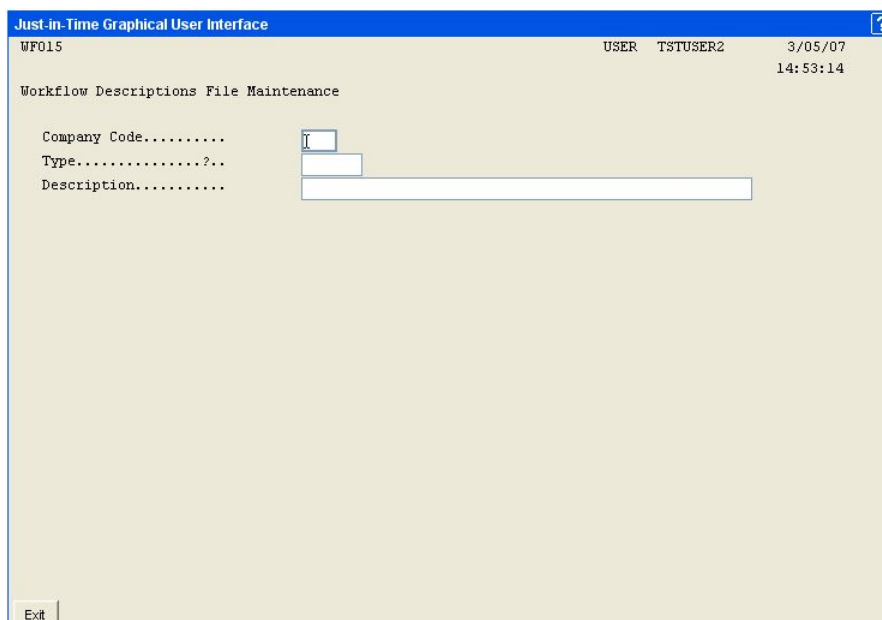 Just-in-Time Graphical User Interface ?
WF015 USER TSTUSER2 3/05/07
14:53:14
Workflow Descriptions File Maintenance
Company Code..........
Type...............?..
Description...........
Exit